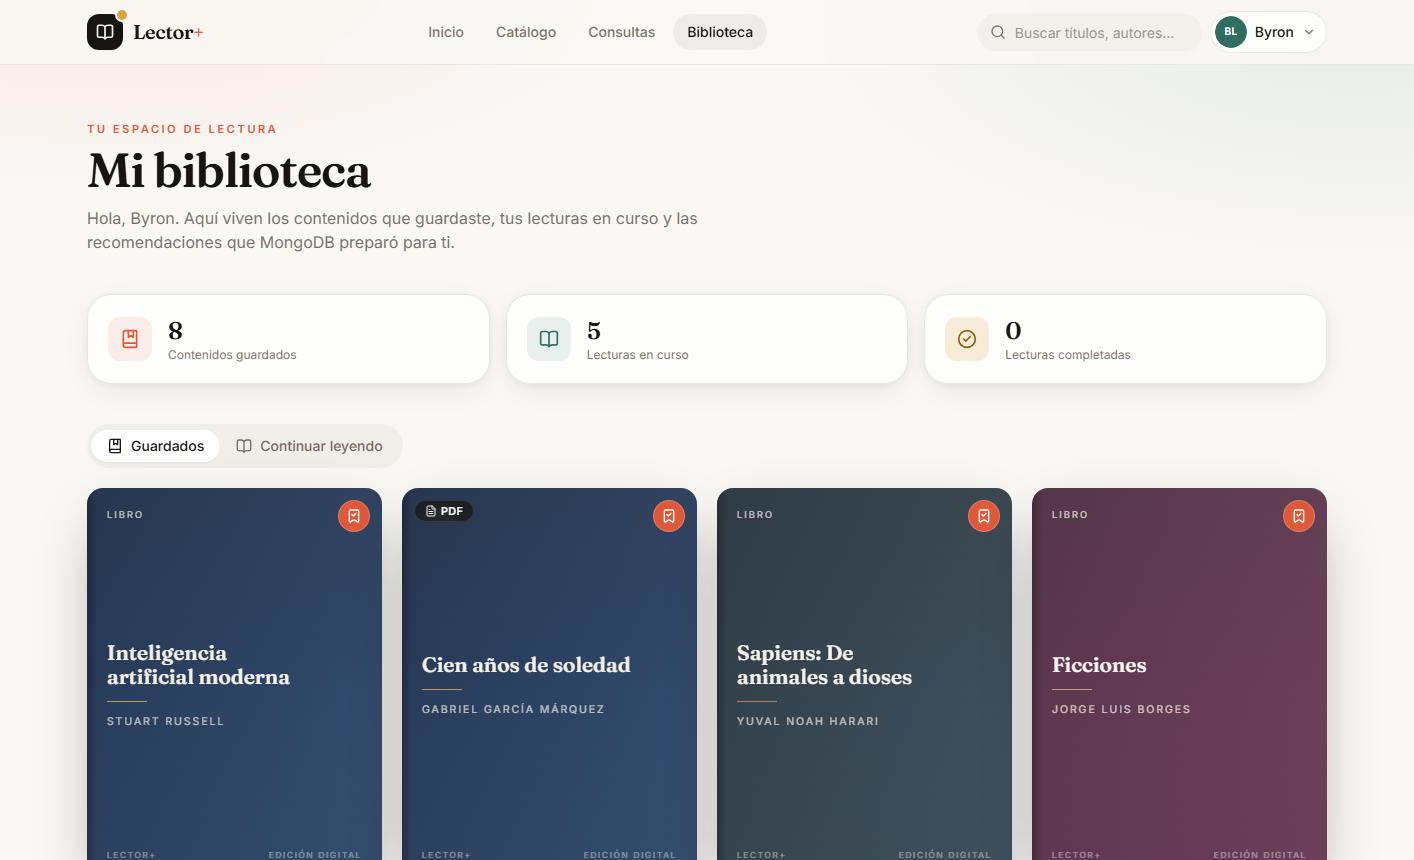 Lector+
Inicio
Catálogo
Consultas
Biblioteca
Buscar títulos, autores...
BL
Byron
TU ESPACIO DE LECTURA
Mi biblioteca
Hola, Byron. Aquí viven los contenidos que guardaste, tus lecturas en curso y las
recomendaciones que MongoDB preparó para ti.
8
Contenidos guardados
5
Lecturas en curso
0
Lecturas completadas
Guardados
Continuar leyendo
LIBRO
Inteligencia
artificial moderna
STUART RUSSELL
LECTOR+
EDICIÓN DIGITAL
PDF
Cien años de soledad
GABRIEL GARCÍA MÁRQUEZ
LECTOR+
EDICIÓN DIGITAL
LIBRO
Sapiens: De
animales a dioses
YUVAL NOAH HARARI
LECTOR+
EDICIÓN DIGITAL
LIBRO
Ficciones
JORGE LUIS BORGES
LECTOR+
EDICIÓN DIGITAL